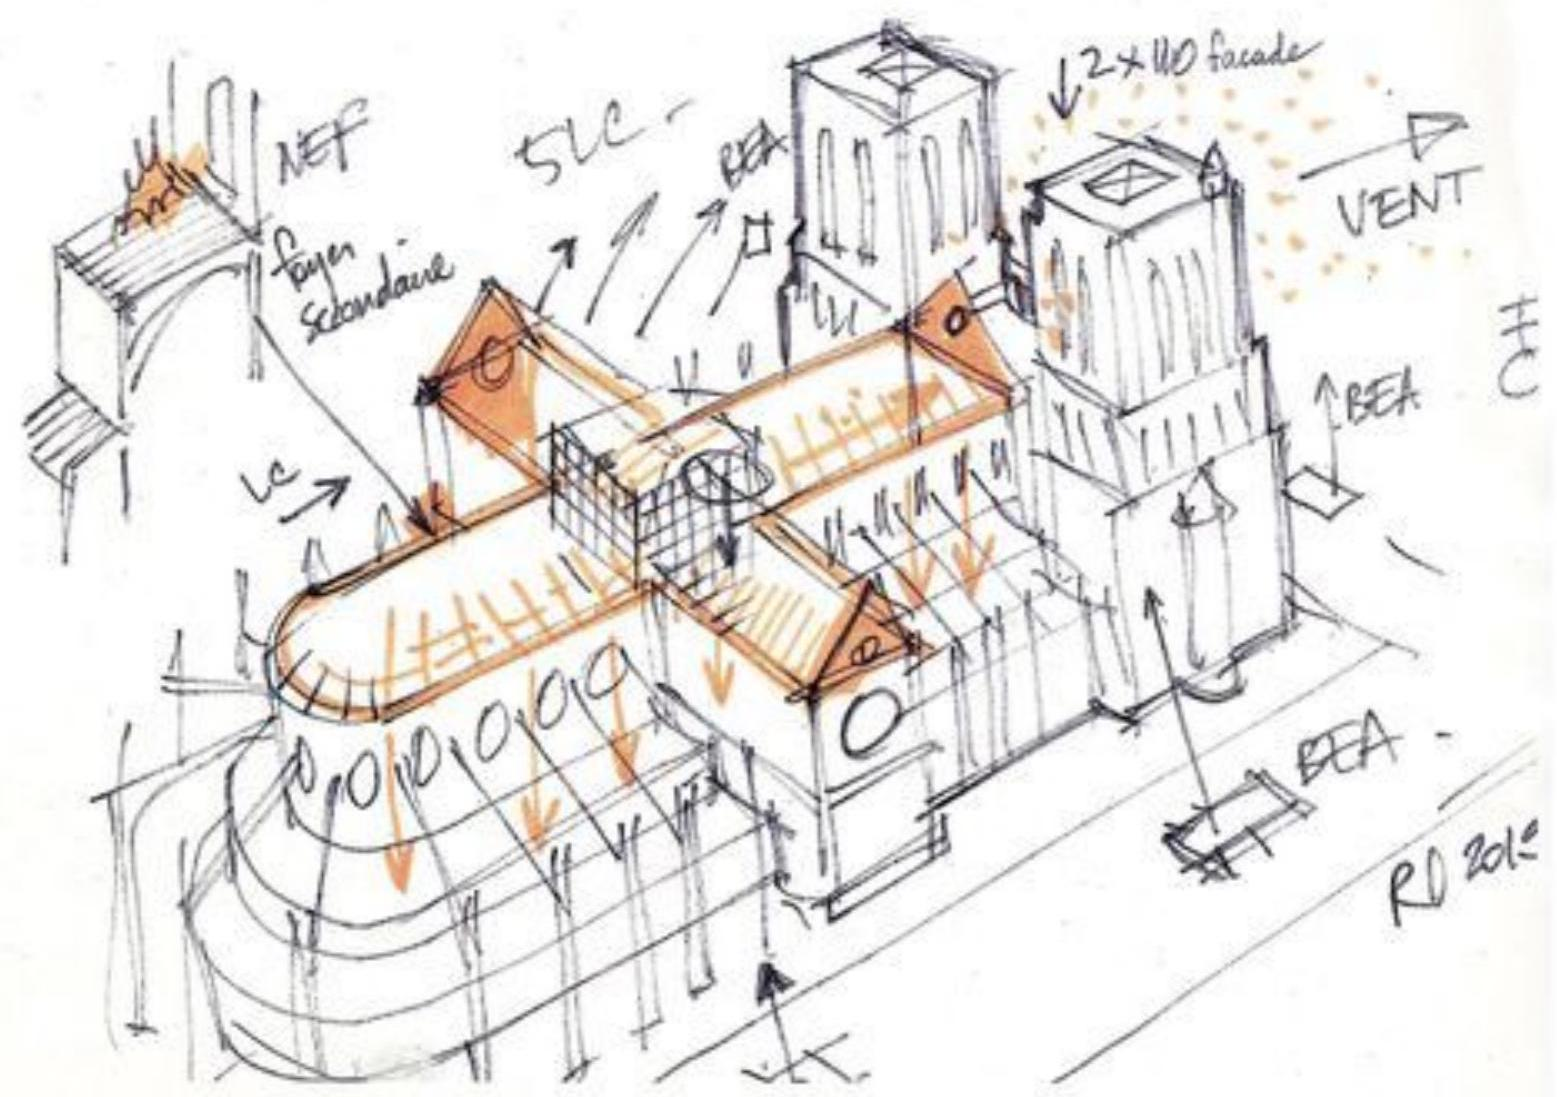 2 x 110 facade
NEF
5LC -
BEA
VENT
foyer
secondaire
BEA
LC
BEA -
RD 2019